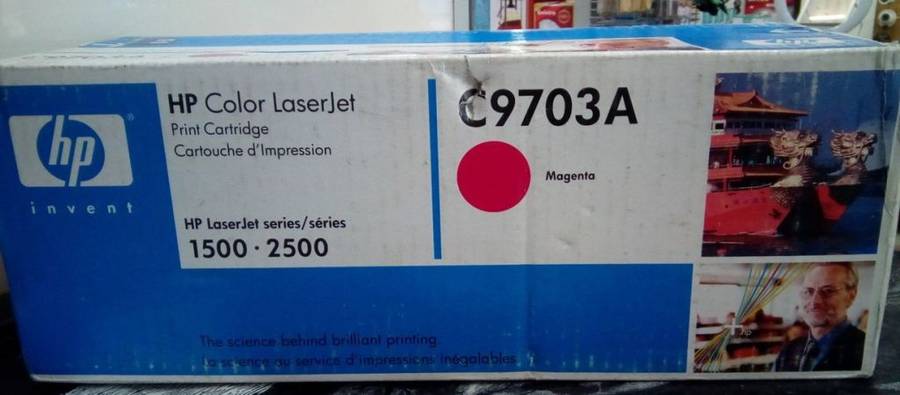 hp
®
invent
HP Color LaserJet
Print Cartridge
Cartouche d'Impression
HP LaserJet series/séries
1500 · 2500
C9703A
Magenta
The science behind brilliant printing.
La science au service d'impressions inégalables.